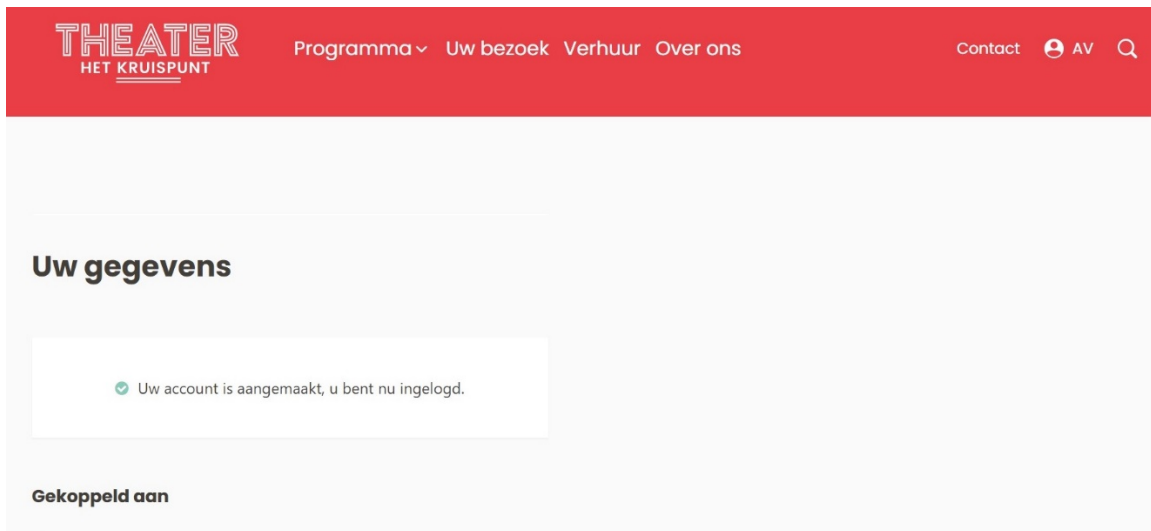 THEATER
HET KRUISPUNT
Programma Uw bezoek Verhuur Over ons Contact AV
Uw gegevens
Uw account is aangemaakt, u bent nu ingelogd.
Gekoppeld aan